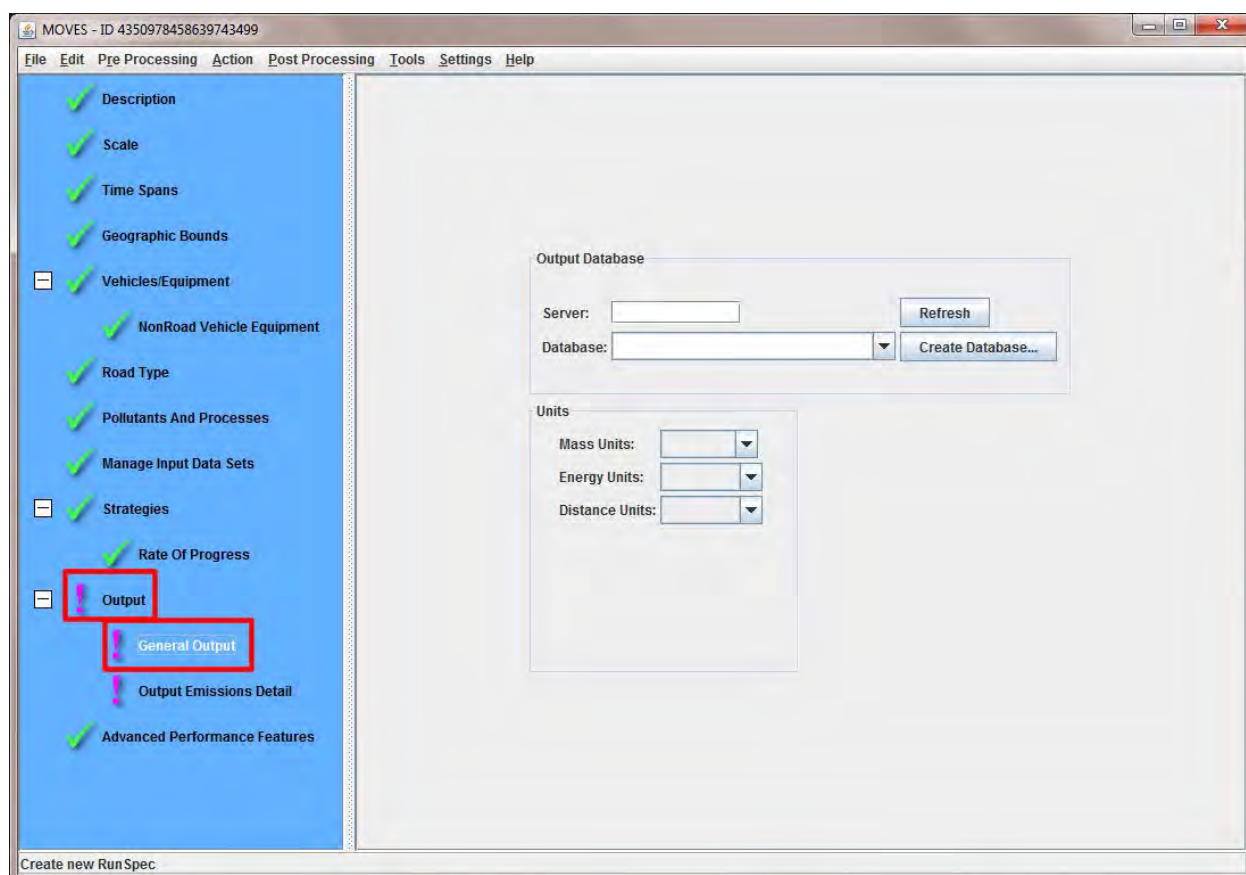 MOVES - ID 4350978458639743499
File Edit Pre Processing Action Post Processing Tools Settings Help
Description
Scale
Time Spans
Geographic Bounds
Vehicles/Equipment
NonRoad Vehicle Equipment
Road Type
Pollutants And Processes
Manage Input Data Sets
Strategies
Rate Of Progress
Output
General Output
Output Emissions Detail
Advanced Performance Features
Output Database
Server:
Refresh
Database:
Create Database...
Units
Mass Units:
Energy Units:
Distance Units:
Create new RunSpec